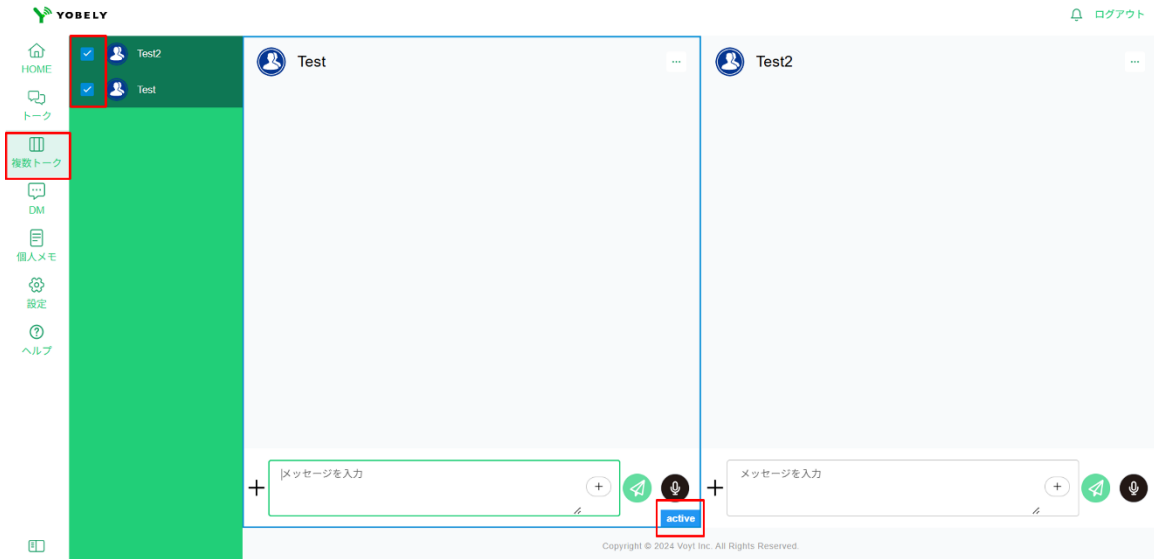 YOBELY
ログアウト
HOME
トーク
複数トーク
DM
個人メモ
設定
ヘルプ
Test2
Test
Test
...
Test2
...
メッセージを入力
active
メッセージを入力
Copyright © 2024 Voyt Inc. All Rights Reserved.